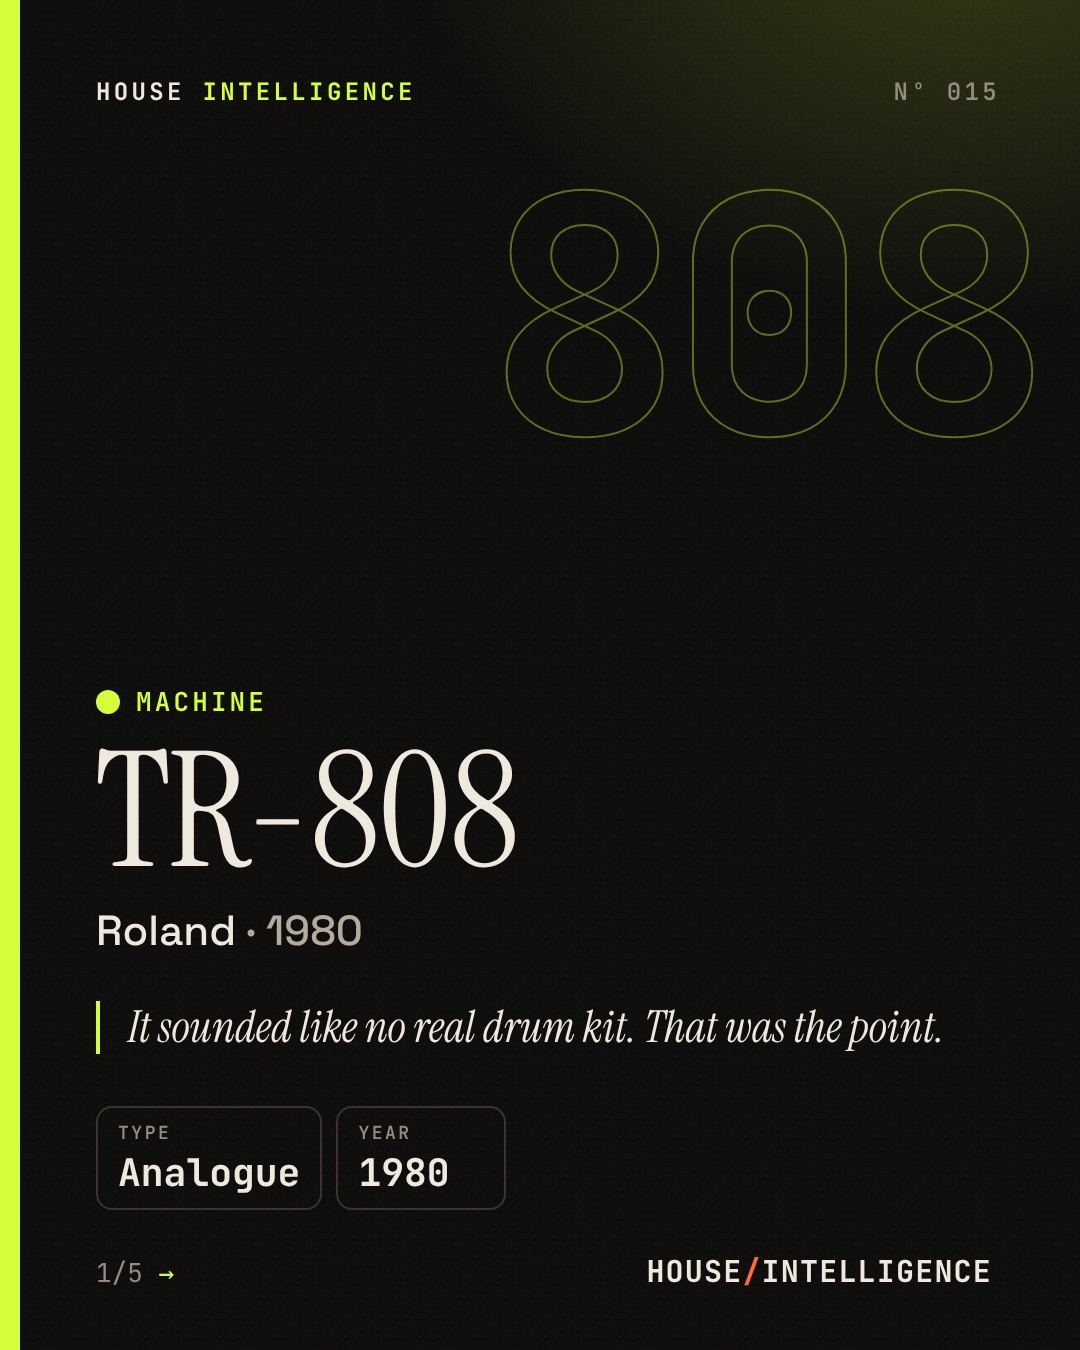 HOUSE INTELLIGENCE
N° 015
808
MACHINE
TR-808
Roland · 1980
It sounded like no real drum kit. That was the point.
TYPE
Analogue
YEAR
1980
1/5 →
HOUSE/INTELLIGENCE